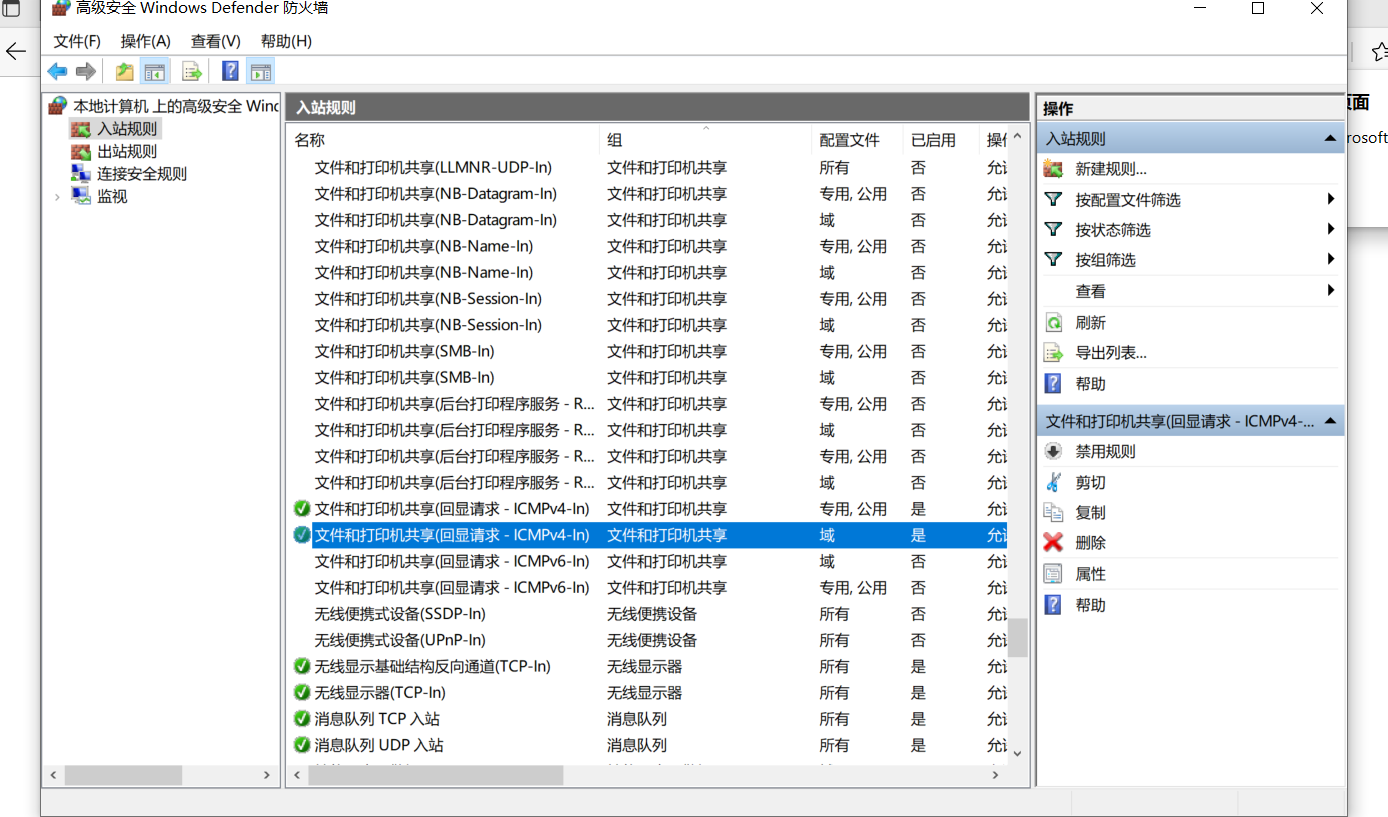 高级安全 Windows Defender 防火墙
文件(F) 操作(A) 查看(V) 帮助(H)
本地计算机 上的高级安全 Wind
入站规则
出站规则
连接安全规则
监视
入站规则
名称 组 配置文件 已启用 操作
文件和打印机共享(LLMNR-UDP-In) 文件和打印机共享 所有 否 允许
文件和打印机共享(NB-Datagram-In) 文件和打印机共享 专用, 公用 否 允许
文件和打印机共享(NB-Datagram-In) 文件和打印机共享 域 否 允许
文件和打印机共享(NB-Name-In) 文件和打印机共享 专用, 公用 否 允许
文件和打印机共享(NB-Name-In) 文件和打印机共享 域 否 允许
文件和打印机共享(NB-Session-In) 文件和打印机共享 专用, 公用 否 允许
文件和打印机共享(NB-Session-In) 文件和打印机共享 域 否 允许
文件和打印机共享(SMB-In) 文件和打印机共享 专用, 公用 否 允许
文件和打印机共享(SMB-In) 文件和打印机共享 域 否 允许
文件和打印机共享(后台打印程序服务 - R... 文件和打印机共享 专用, 公用 否 允许
文件和打印机共享(后台打印程序服务 - R... 文件和打印机共享 域 否 允许
文件和打印机共享(后台打印程序服务 - R... 文件和打印机共享 专用, 公用 否 允许
文件和打印机共享(后台打印程序服务 - R... 文件和打印机共享 域 否 允许
文件和打印机共享(回显请求 - ICMPv4-In) 文件和打印机共享 专用, 公用 是 允许
文件和打印机共享(回显请求 - ICMPv4-In) 文件和打印机共享 域 是 允许
文件和打印机共享(回显请求 - ICMPv6-In) 文件和打印机共享 域 否 允许
文件和打印机共享(回显请求 - ICMPv6-In) 文件和打印机共享 专用, 公用 否 允许
无线便携式设备(SSDP-In) 无线便携设备 所有 否 允许
无线便携式设备(UPnP-In) 无线便携设备 所有 否 允许
无线显示基础结构反向通道(TCP-In) 无线显示器 所有 是 允许
无线显示器(TCP-In) 无线显示器 所有 是 允许
消息队列 TCP 入站 消息队列 所有 是 允许
消息队列 UDP 入站 消息队列 所有 是 允许
操作
入站规则
新建规则...
按配置文件筛选
按状态筛选
按组筛选
查看
刷新
导出列表...
帮助
文件和打印机共享(回显请求 - ICMPv4-...
禁用规则
剪切
复制
删除
属性
帮助
页面
rosoft